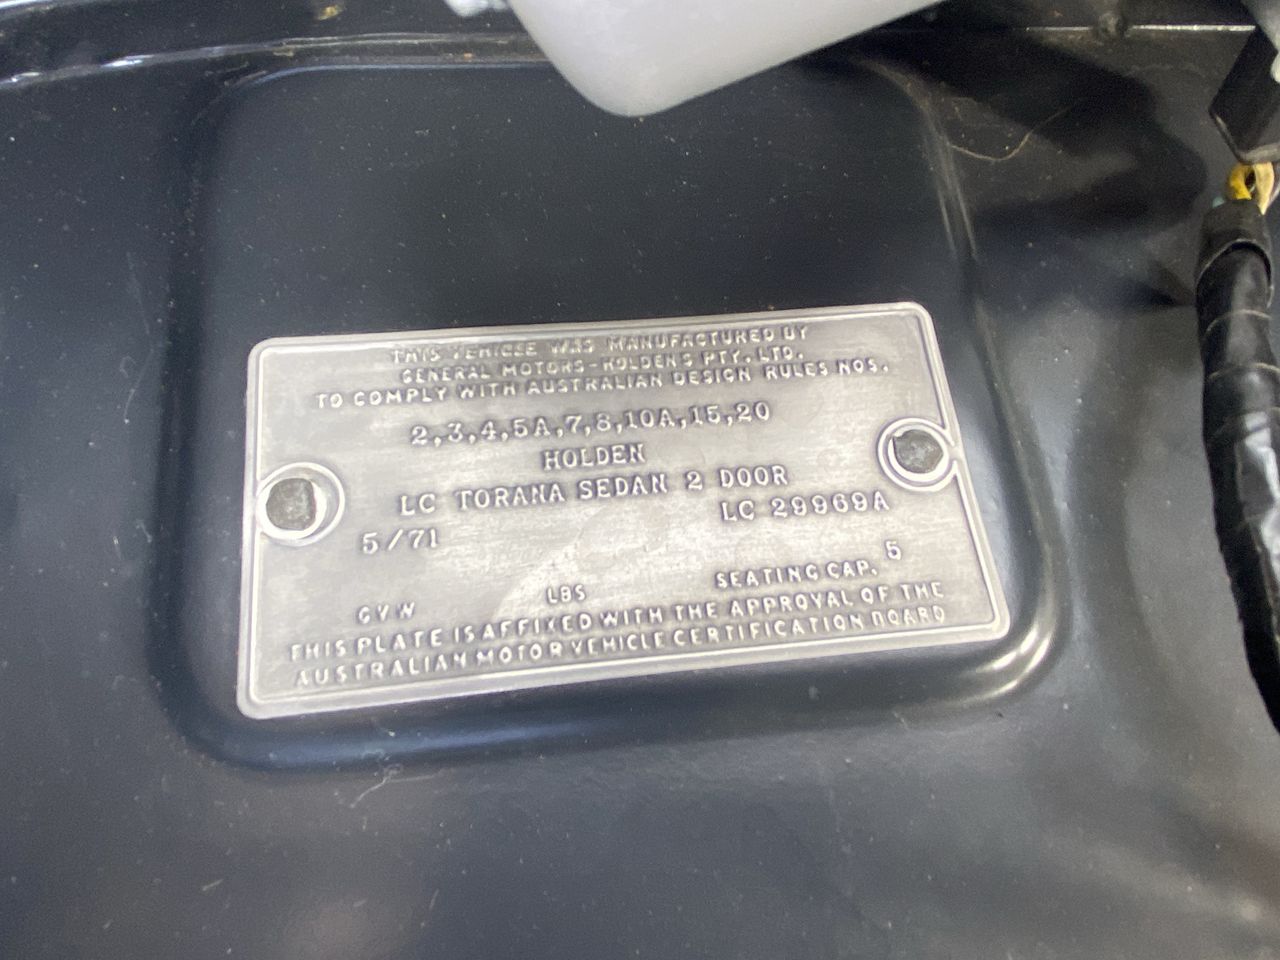 THIS VEHICLE WAS MANUFACTURED BY
GENERAL MOTORS-HOLDENS PTY. LTD.
TO COMPLY WITH AUSTRALIAN DESIGN RULES NOS.
2,3,4,5A,7,8,10A,15,20
HOLDEN
LC TORANA SEDAN 2 DOOR
5/71 LC 29969A
GVW LBS SEATING CAP. 5
THIS PLATE IS AFFIXED WITH THE APPROVAL OF THE
AUSTRALIAN MOTOR VEHICLE CERTIFICATION BOARD